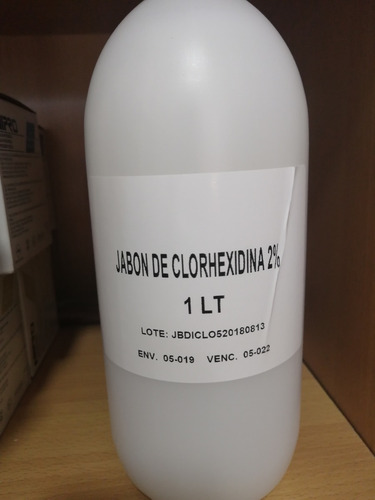 JABON DE CLORHEXIDINA 2%
1 LT
LOTE: JBDICLO520180813
ENV. 05-019 VENC. 05-022